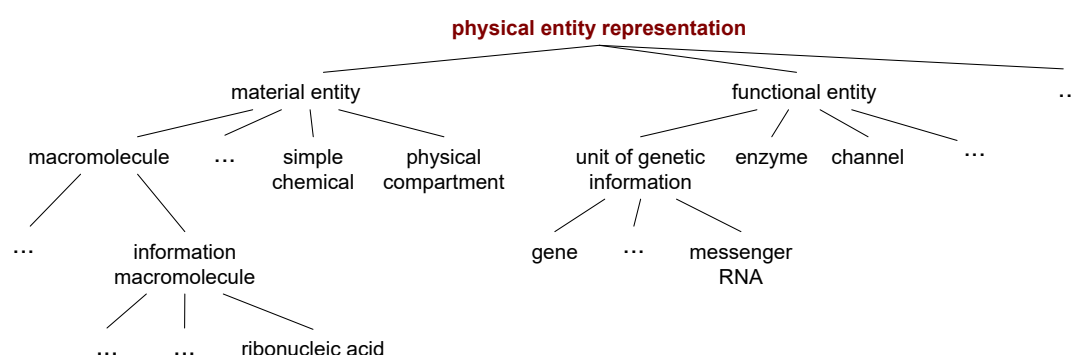 physical entity representation
material entity
functional entity
..
macromolecule
...
simple
chemical
physical
compartment
unit of genetic
information
enzyme
channel
...
...
information
macromolecule
gene
...
messenger
RNA
...
...
ribonucleic acid